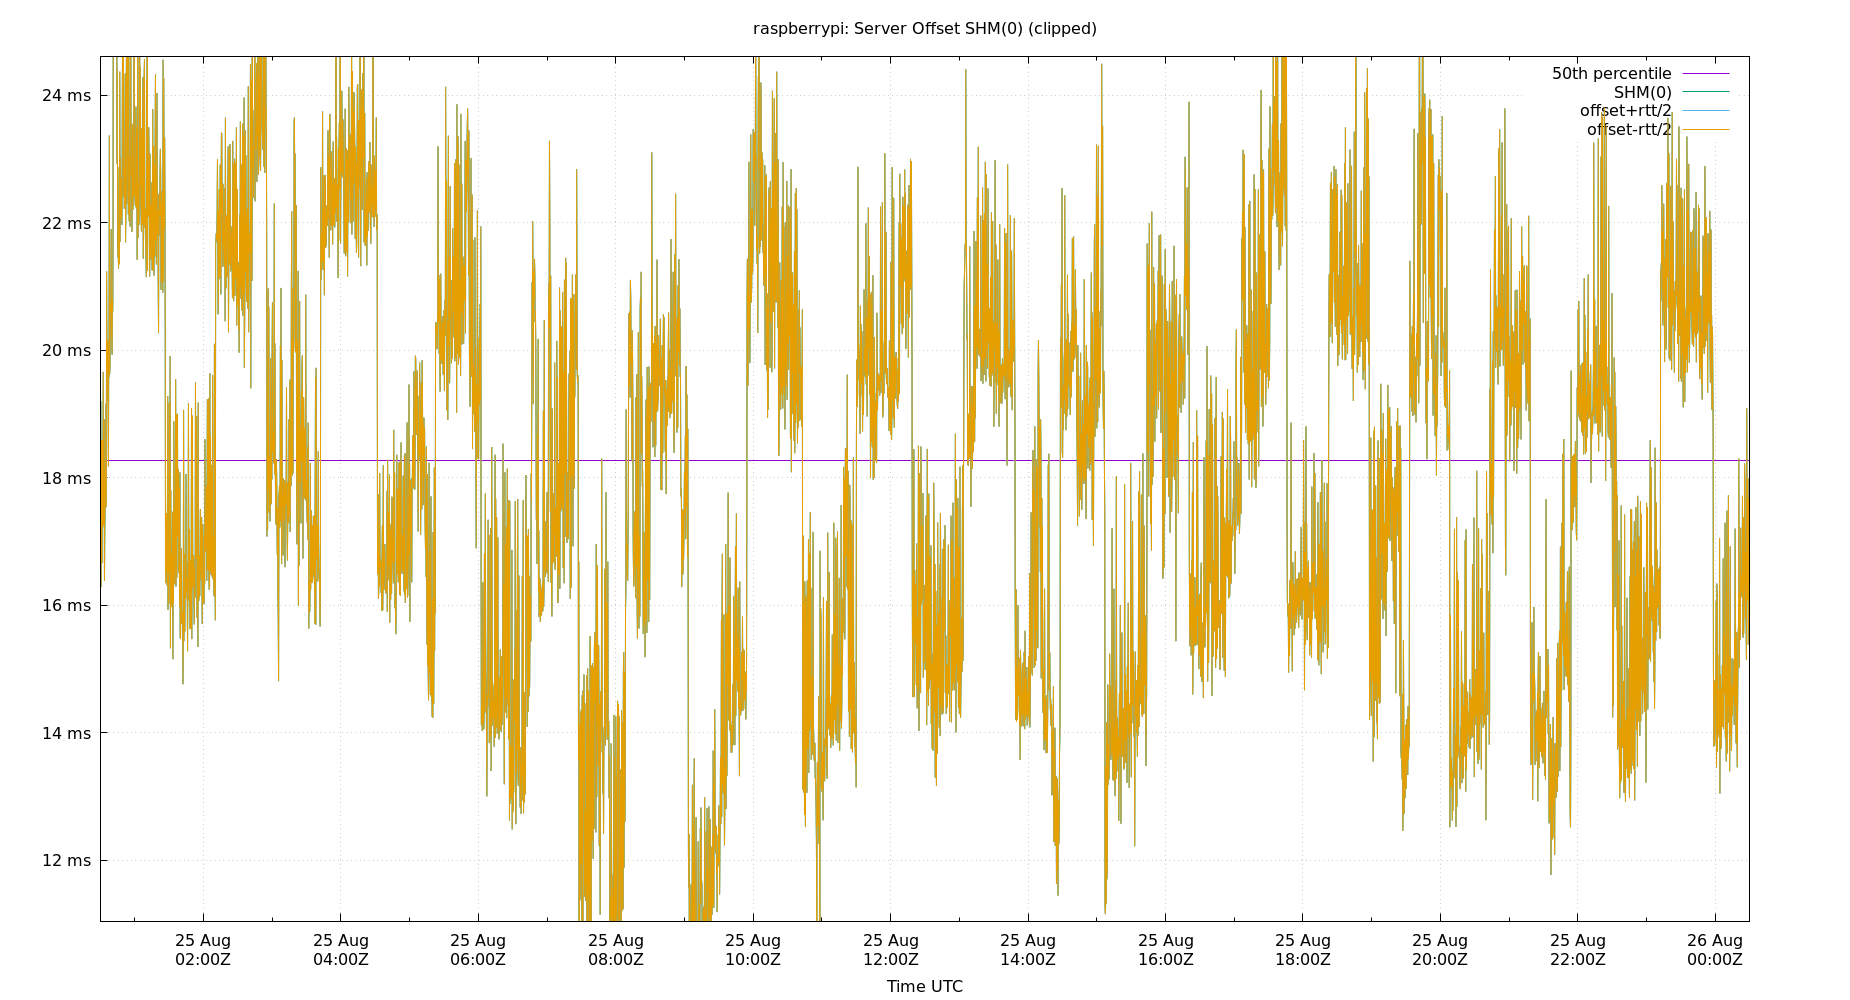 raspberrypi: Server Offset SHM(0) (clipped)
50th percentile
SHM(0)
offset+rtt/2
offset-rtt/2
24 ms
22 ms
20 ms
18 ms
16 ms
14 ms
12 ms
25 Aug 25 Aug 25 Aug 25 Aug 25 Aug 25 Aug 25 Aug 25 Aug 25 Aug 25 Aug 25 Aug 26 Aug
02:00Z 04:00Z 06:00Z 08:00Z 10:00Z 12:00Z 14:00Z 16:00Z 18:00Z 20:00Z 22:00Z 00:00Z
Time UTC